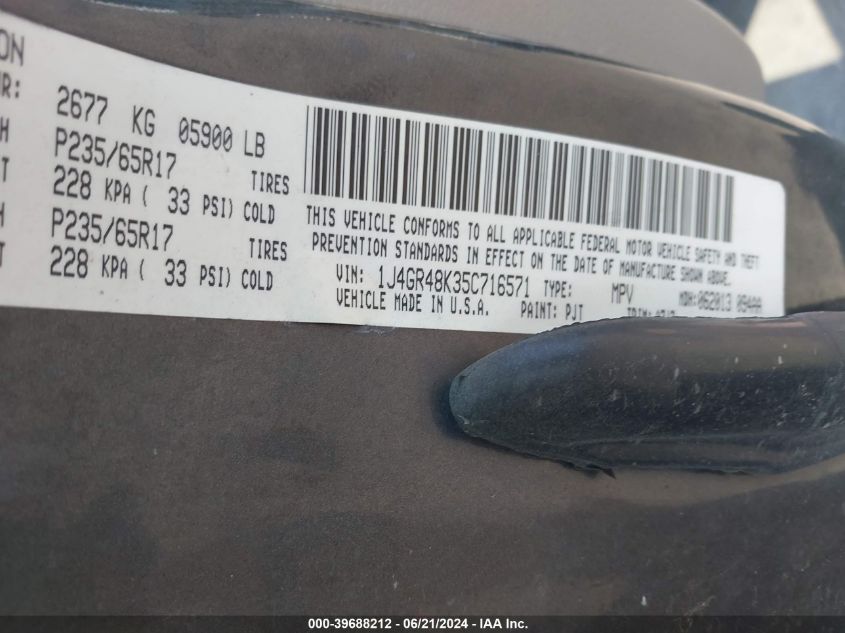 ON
R: 2677 KG 05900 LB
H P235/65R17 TIRES
T 228 KPA ( 33 PSI) COLD
H P235/65R17 TIRES
T 228 KPA ( 33 PSI) COLD
THIS VEHICLE CONFORMS TO ALL APPLICABLE FEDERAL MOTOR VEHICLE SAFETY AND THEFT
PREVENTION STANDARDS IN EFFECT ON THE DATE OF MANUFACTURE SHOWN ABOVE.
VIN: 1J4GR48K35C716571 TYPE: MPV MDH:062813 094AA
VEHICLE MADE IN U.S.A. PAINT: PJT
000-39688212 - 06/21/2024 - IAA Inc.